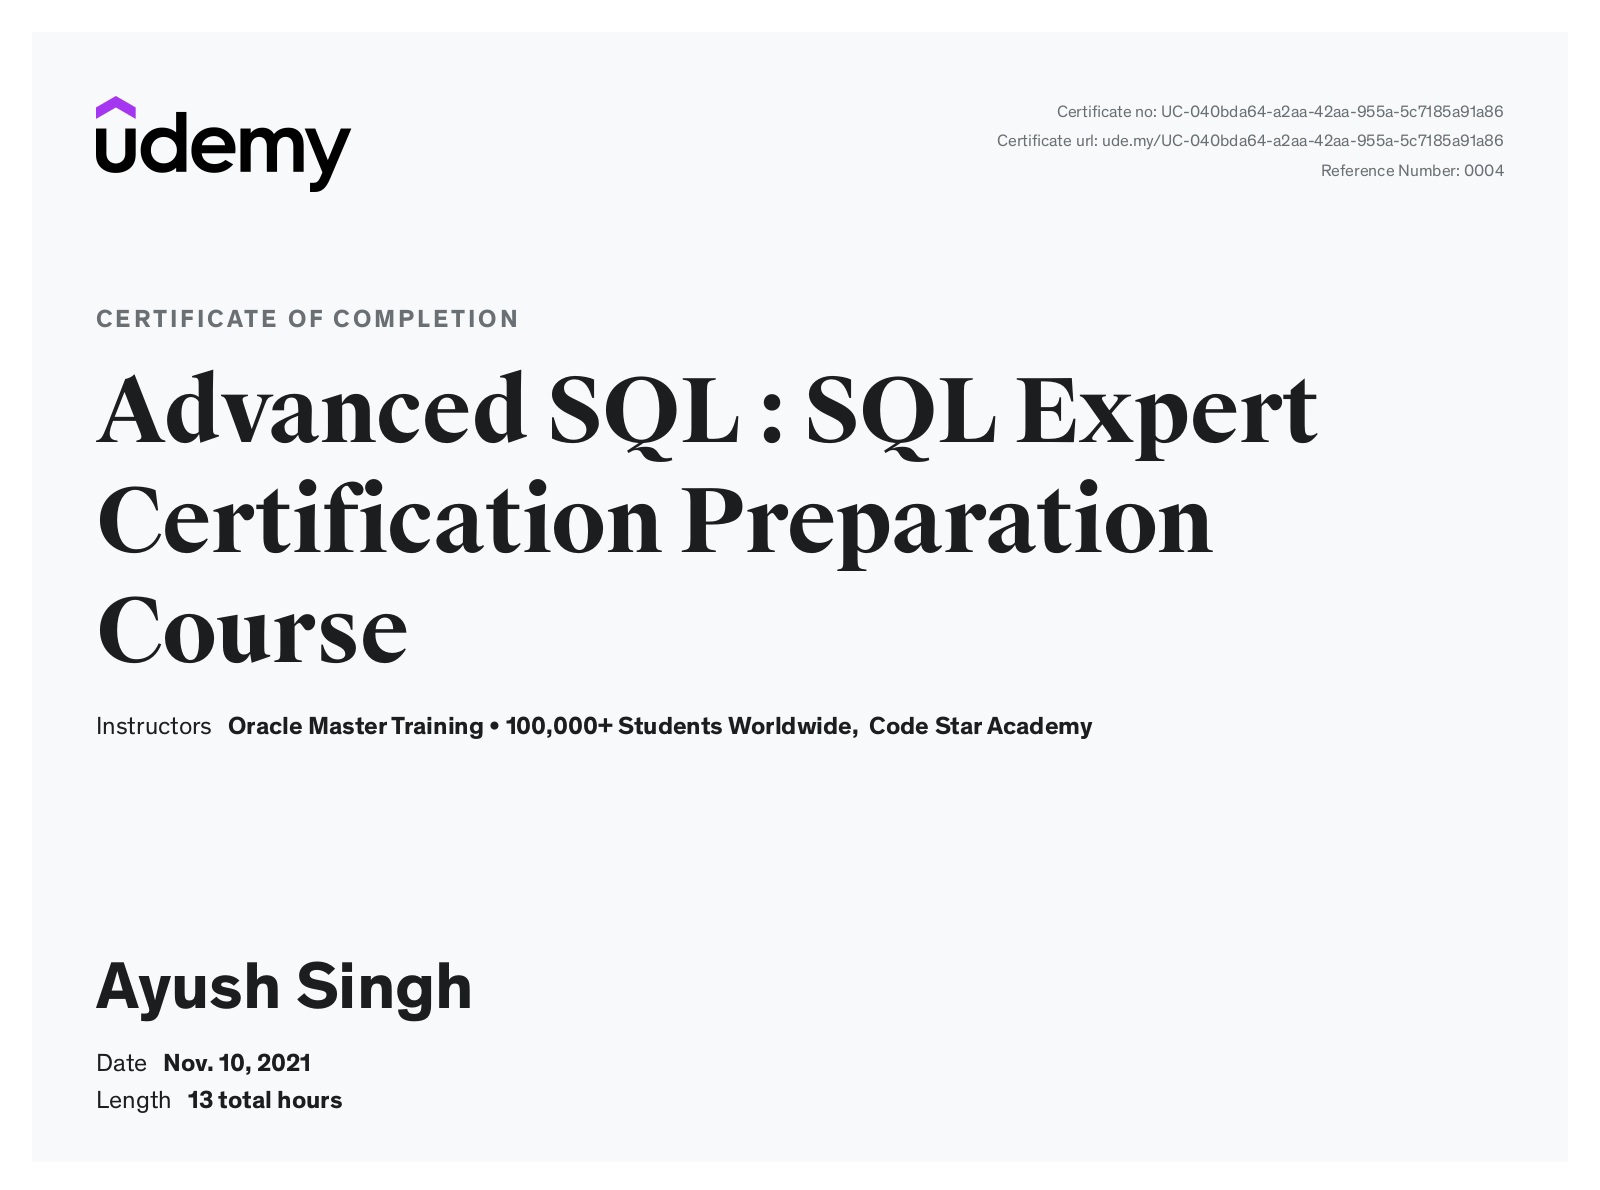 udemy
Certificate no: UC-040bda64-a2aa-42aa-955a-5c7185a91a86
Certificate url: ude.my/UC-040bda64-a2aa-42aa-955a-5c7185a91a86
Reference Number: 0004
CERTIFICATE OF COMPLETION
Advanced SQL : SQL Expert
Certification Preparation
Course
Instructors Oracle Master Training • 100,000+ Students Worldwide, Code Star Academy
Ayush Singh
Date Nov. 10, 2021
Length 13 total hours